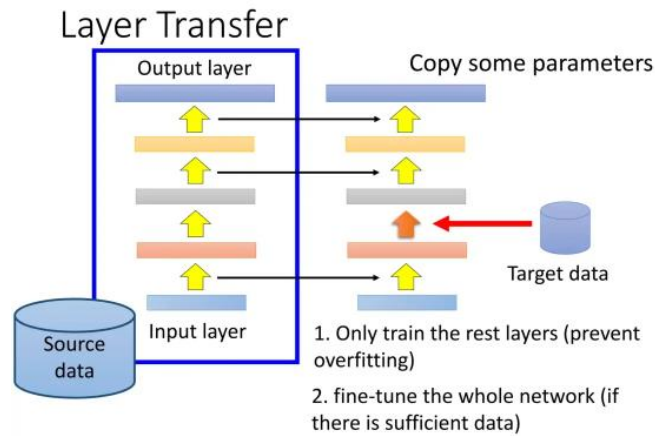 Layer Transfer
Output layer
Copy some parameters
Target data
Input layer
Source
data
1. Only train the rest layers (prevent
overfitting)
2. fine-tune the whole network (if
there is sufficient data)